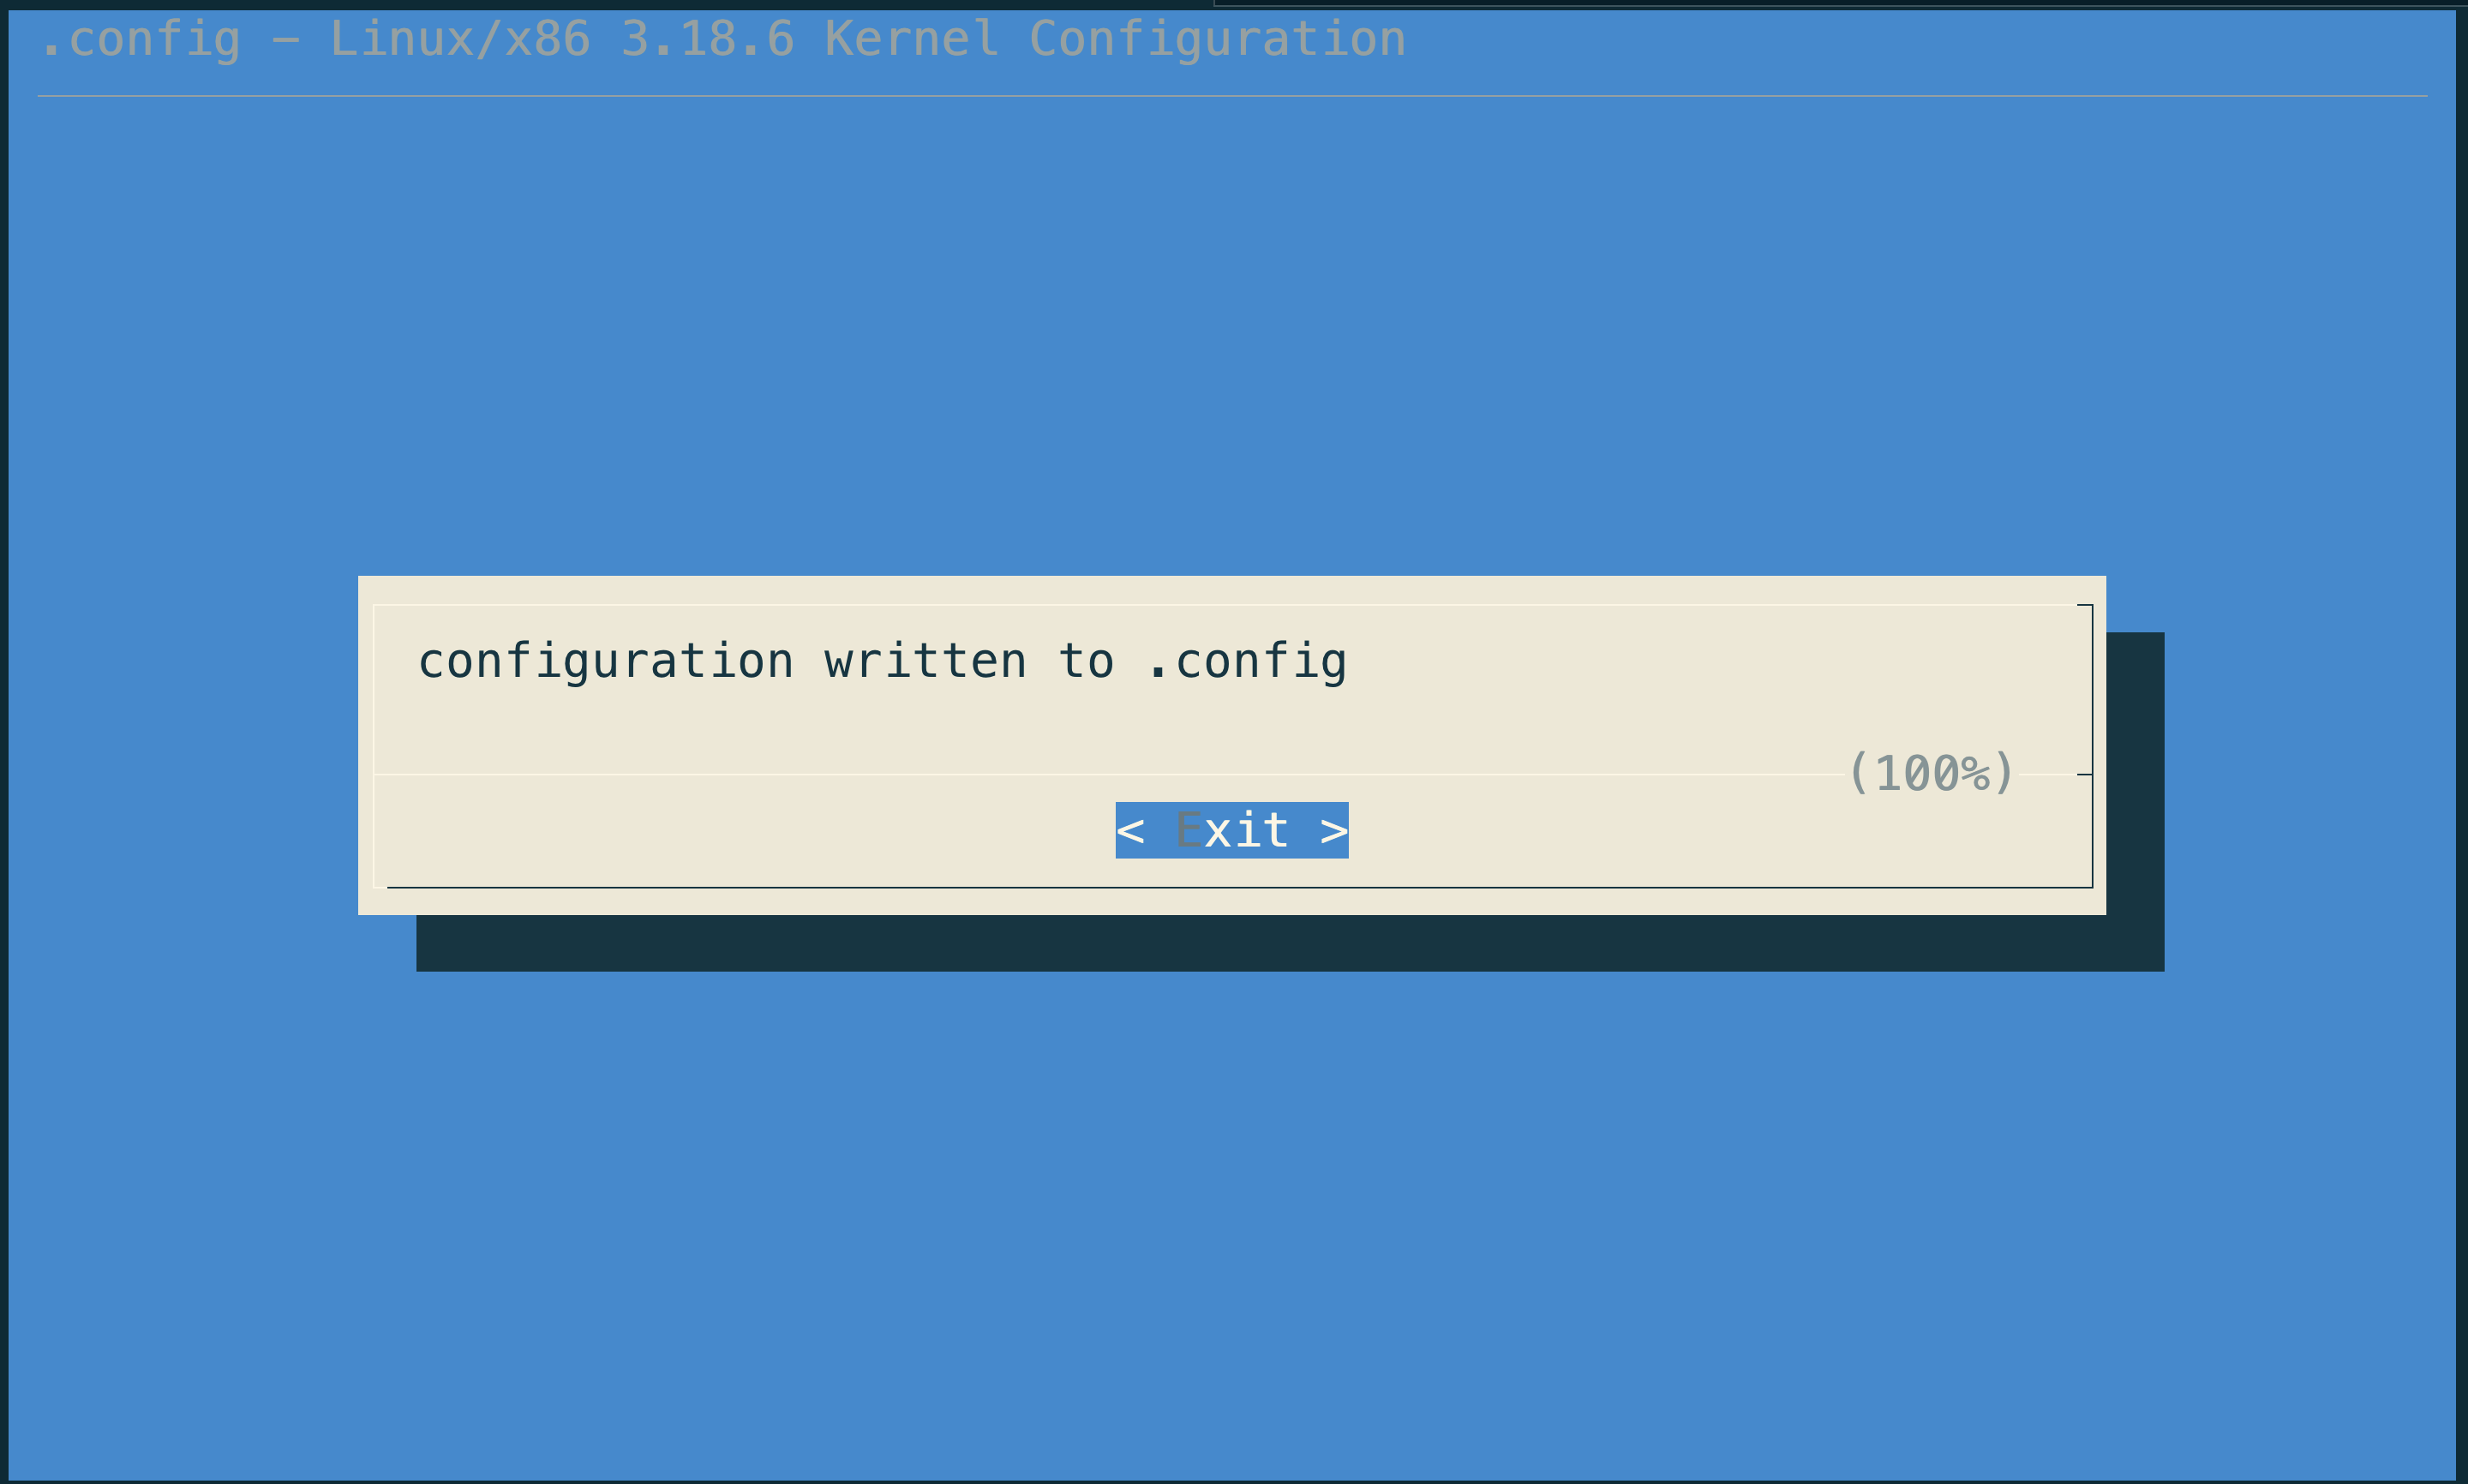 .config - Linux/x86 3.18.6 Kernel Configuration
configuration written to .config
(100%)
< Exit >